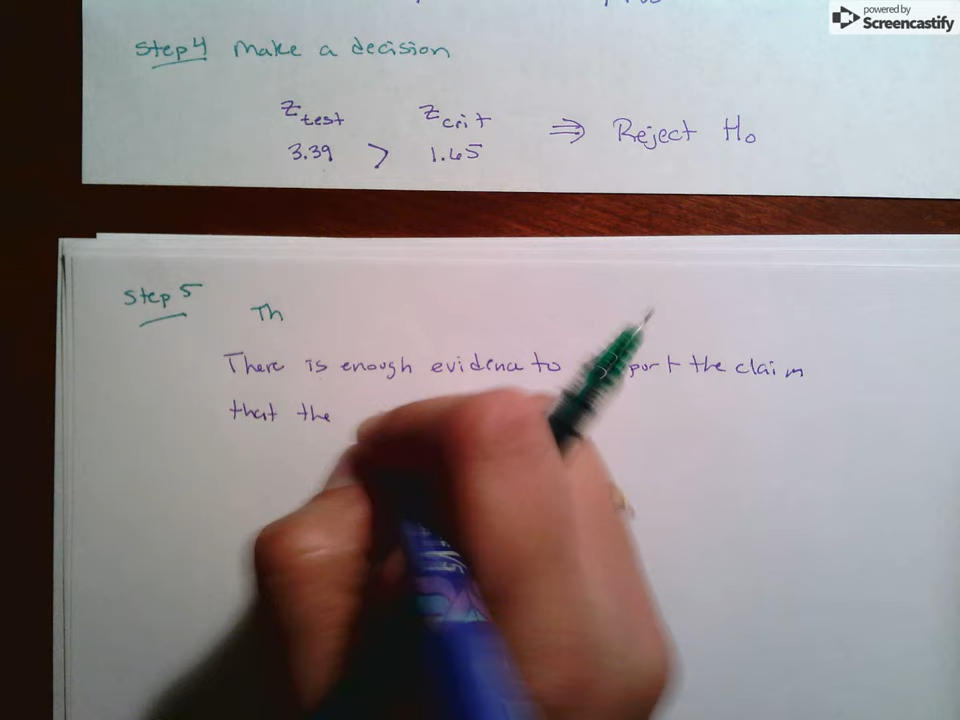 powered by
Screencastify
Step 4 Make a decision
z test z crit ⇒ Reject H₀
3.39 > 1.65
Step 5 Th
There is enough evidence to the claim
that the